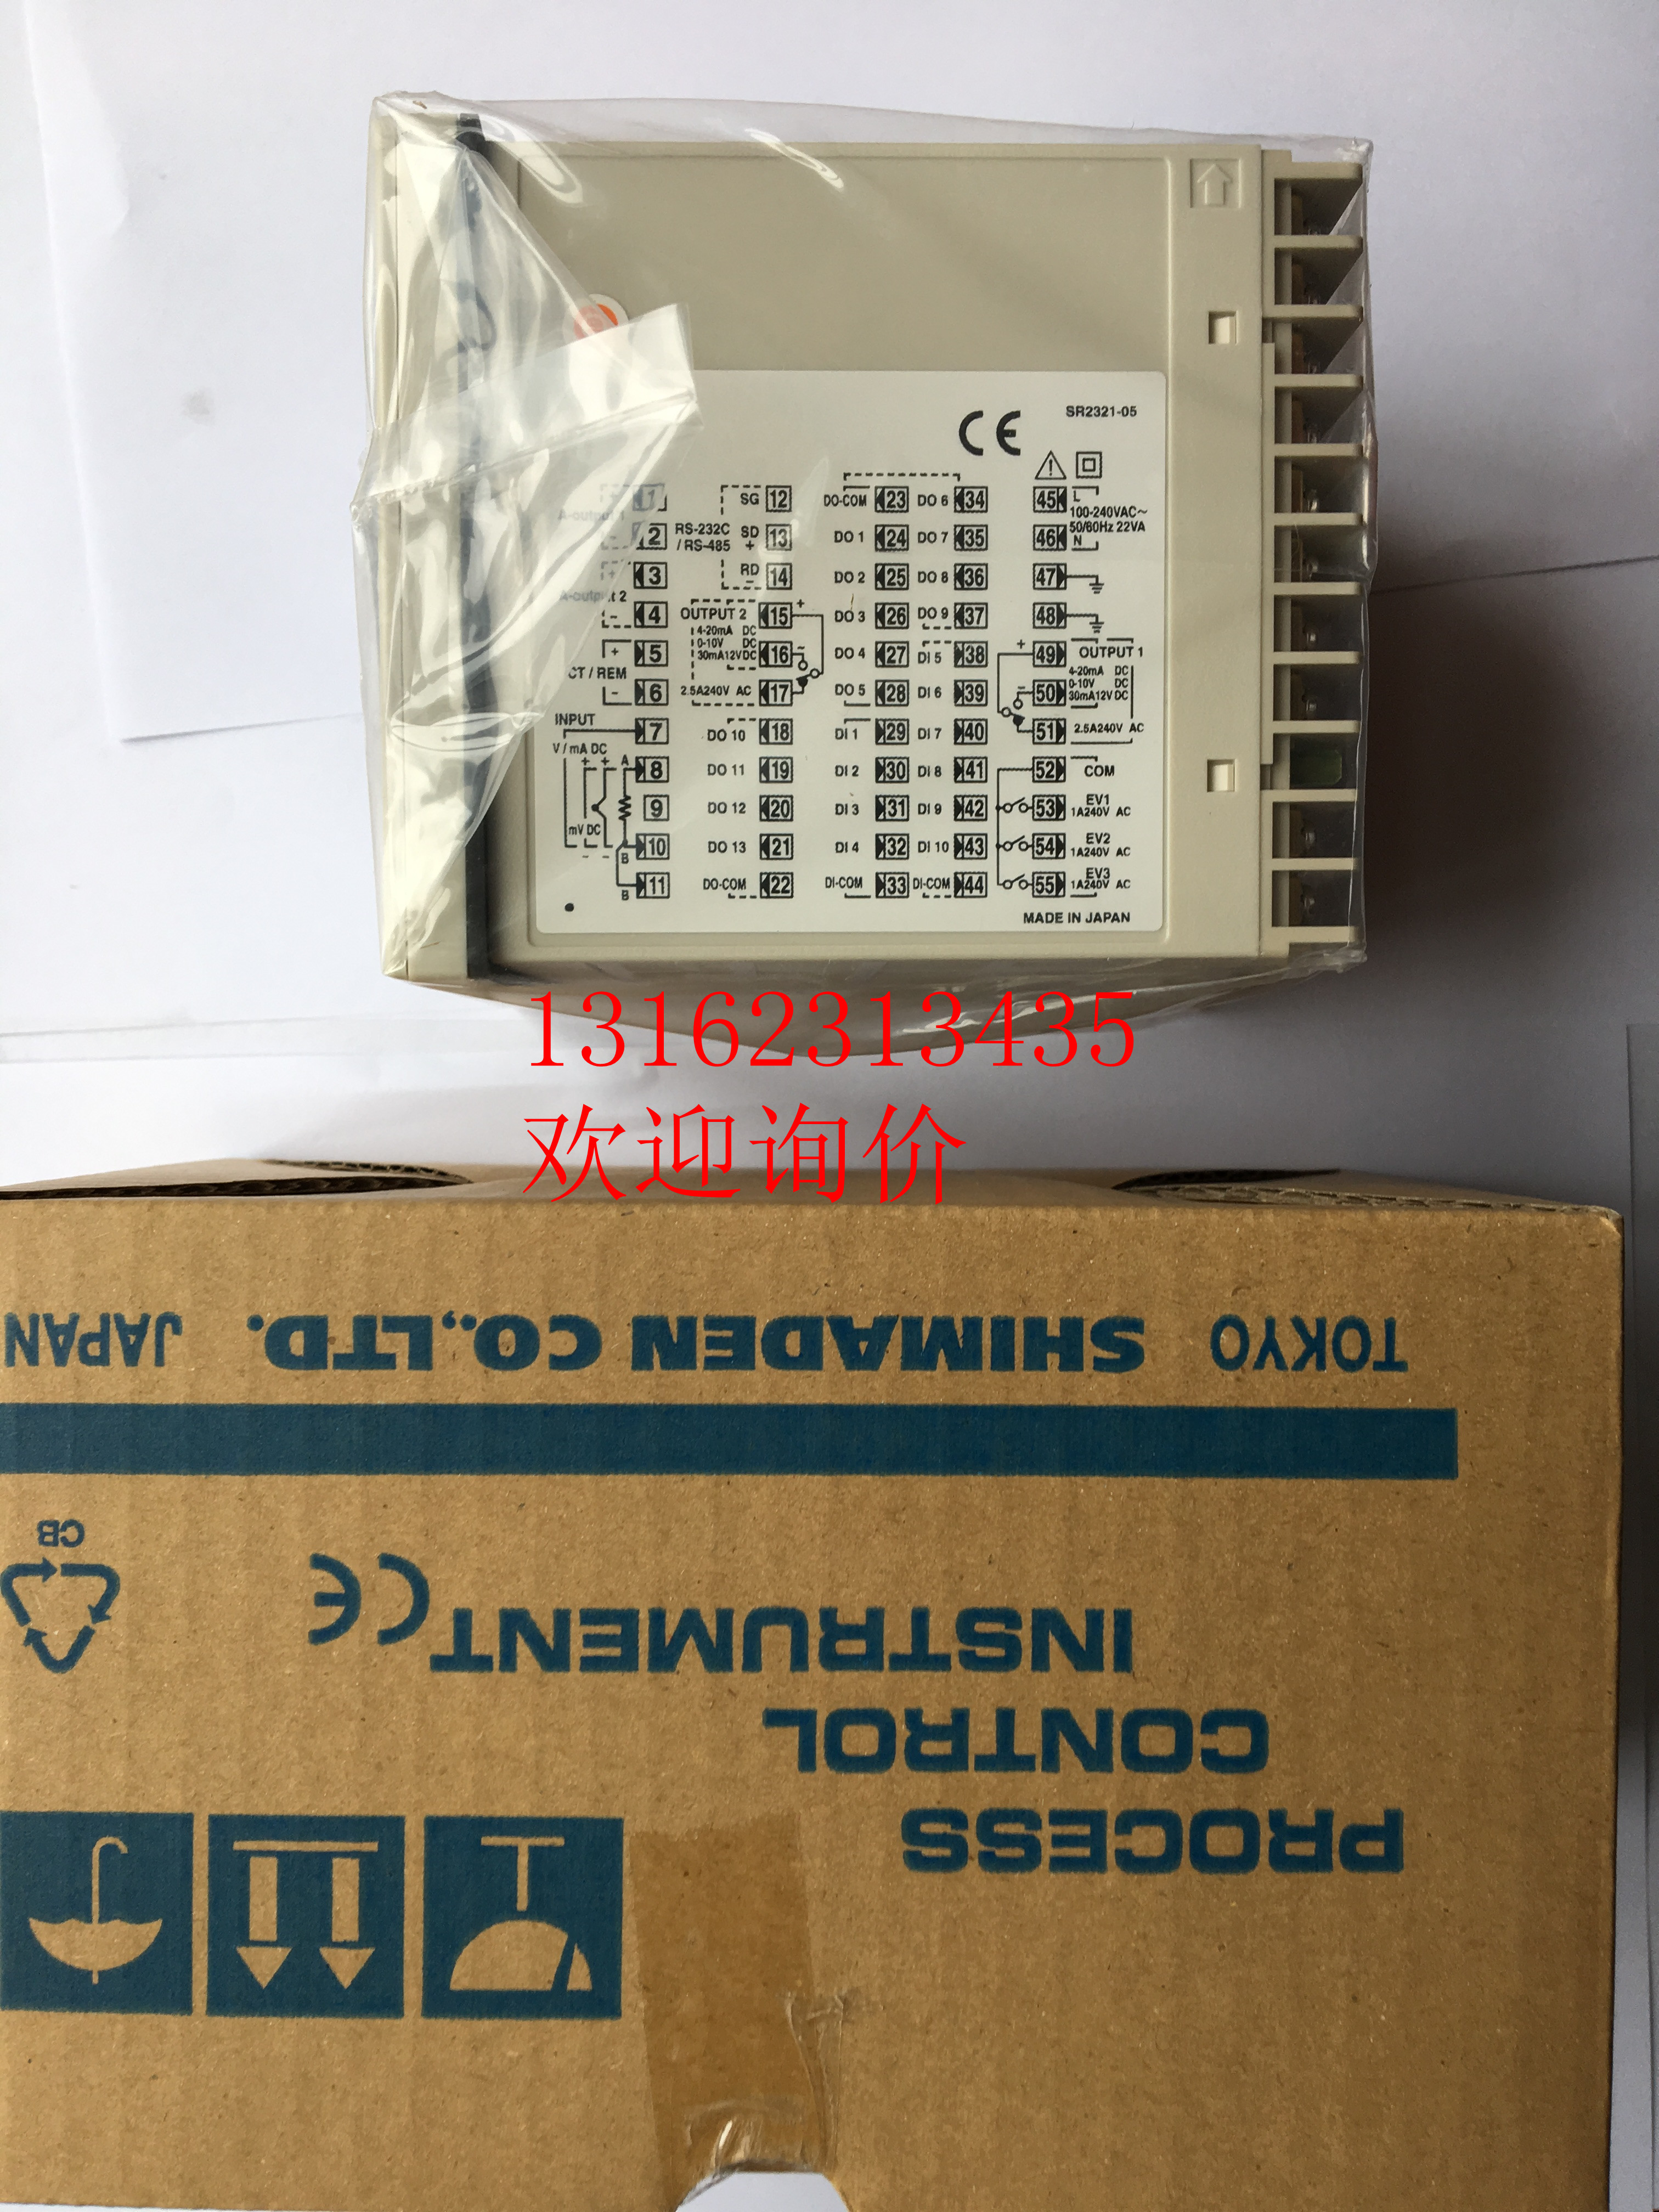 SR2321-05
CE
1 SG 12 DO-COM 23 DO 6 34 45 L
A-output 1 100-240VAC~
2 RS-232C SD 13 DO 1 24 DO 7 35 46 50/60Hz 22VA
/ RS-485 + N
+ 3 RD 14 DO 2 25 DO 8 36 47
A-output 2 -
- 4 OUTPUT 2 15 + DO 3 26 DO 9 37 48
4-20mA DC
0-10V DC
+ 5 30mA12VDC 16 - DO 4 27 DI 5 38 + 49 OUTPUT 1
CT / REM 4-20mA DC
0-10V DC
- 6 2.5A240V AC 17 DO 5 28 DI 6 39 - 50 30mA12VDC
INPUT 7 DO 10 18 DI 1 29 DI 7 40 51 2.5A240V AC
V / mA DC
+ + A 8 DO 11 19 DI 2 30 DI 8 41 52 COM
9 DO 12 20 DI 3 31 DI 9 42 53 EV1
1A240V AC
mV DC
- - B 10 DO 13 21 DI 4 32 DI 10 43 54 EV2
1A240V AC
B 11 DO-COM 22 DI-COM 33 DI-COM 44 55 EV3
1A240V AC
MADE IN JAPAN
13162313435
欢迎询价
TOKYO SHIMADEN CO.,LTD. JAPAN
CB
CE
PROCESS
CONTROL
INSTRUMENT